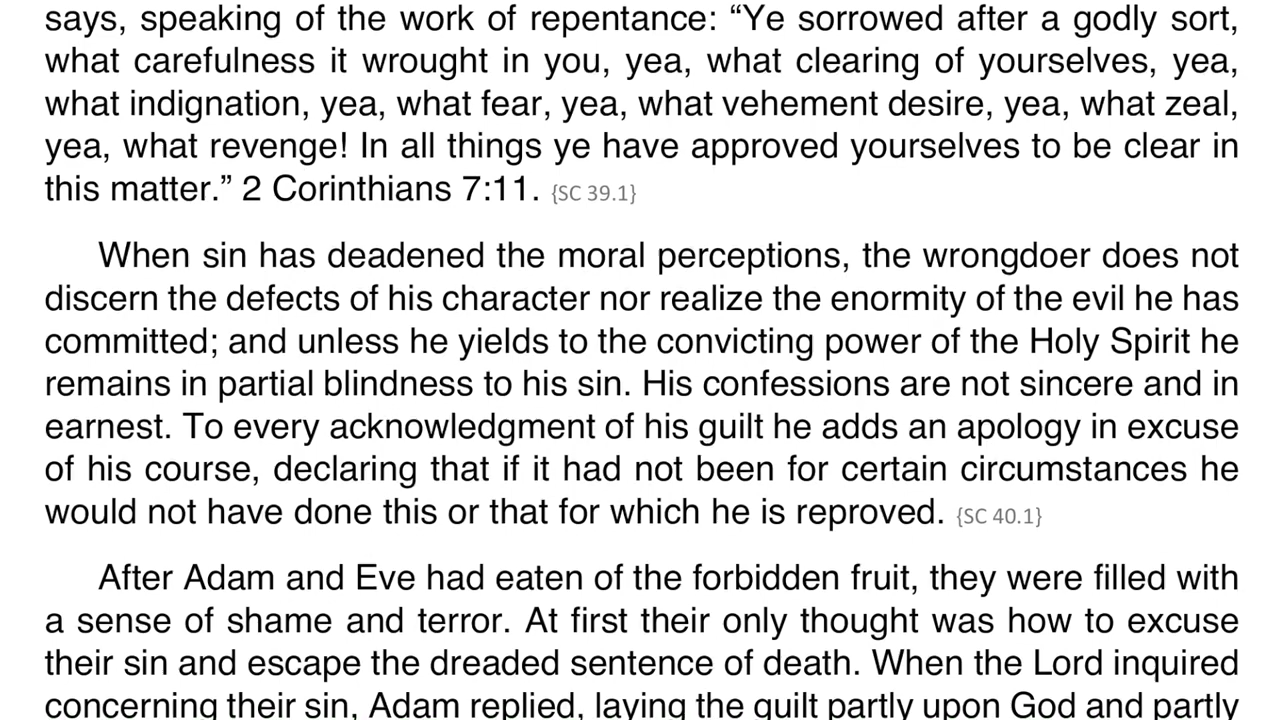 says, speaking of the work of repentance: “Ye sorrowed after a godly sort,
what carefulness it wrought in you, yea, what clearing of yourselves, yea,
what indignation, yea, what fear, yea, what vehement desire, yea, what zeal,
yea, what revenge! In all things ye have approved yourselves to be clear in
this matter.” 2 Corinthians 7:11. {SC 39.1}
When sin has deadened the moral perceptions, the wrongdoer does not
discern the defects of his character nor realize the enormity of the evil he has
committed; and unless he yields to the convicting power of the Holy Spirit he
remains in partial blindness to his sin. His confessions are not sincere and in
earnest. To every acknowledgment of his guilt he adds an apology in excuse
of his course, declaring that if it had not been for certain circumstances he
would not have done this or that for which he is reproved. {SC 40.1}
After Adam and Eve had eaten of the forbidden fruit, they were filled with
a sense of shame and terror. At first their only thought was how to excuse
their sin and escape the dreaded sentence of death. When the Lord inquired
concerning their sin, Adam replied, laying the guilt partly upon God and partly